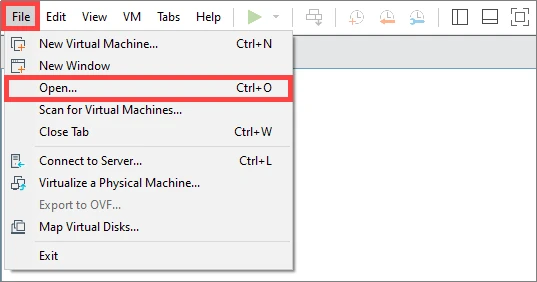 File Edit View VM Tabs Help
New Virtual Machine... Ctrl+N
New Window
Open... Ctrl+O
Scan for Virtual Machines...
Close Tab Ctrl+W
Connect to Server... Ctrl+L
Virtualize a Physical Machine...
Export to OVF...
Map Virtual Disks...
Exit